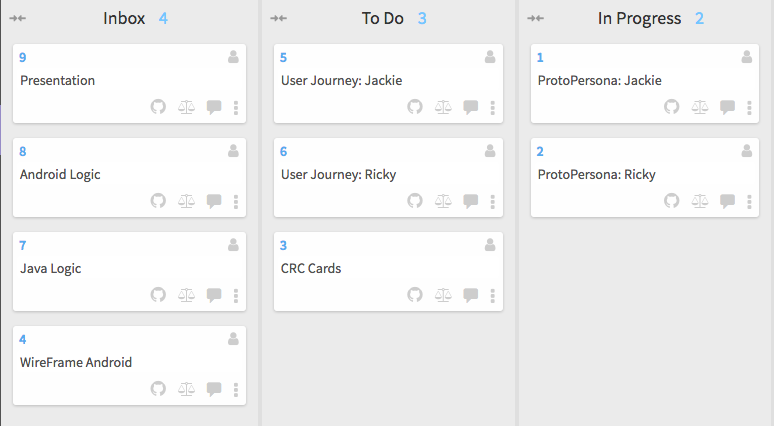 Inbox 4
9
Presentation
8
Android Logic
7
Java Logic
4
WireFrame Android
To Do 3
5
User Journey: Jackie
6
User Journey: Ricky
3
CRC Cards
In Progress 2
1
ProtoPersona: Jackie
2
ProtoPersona: Ricky